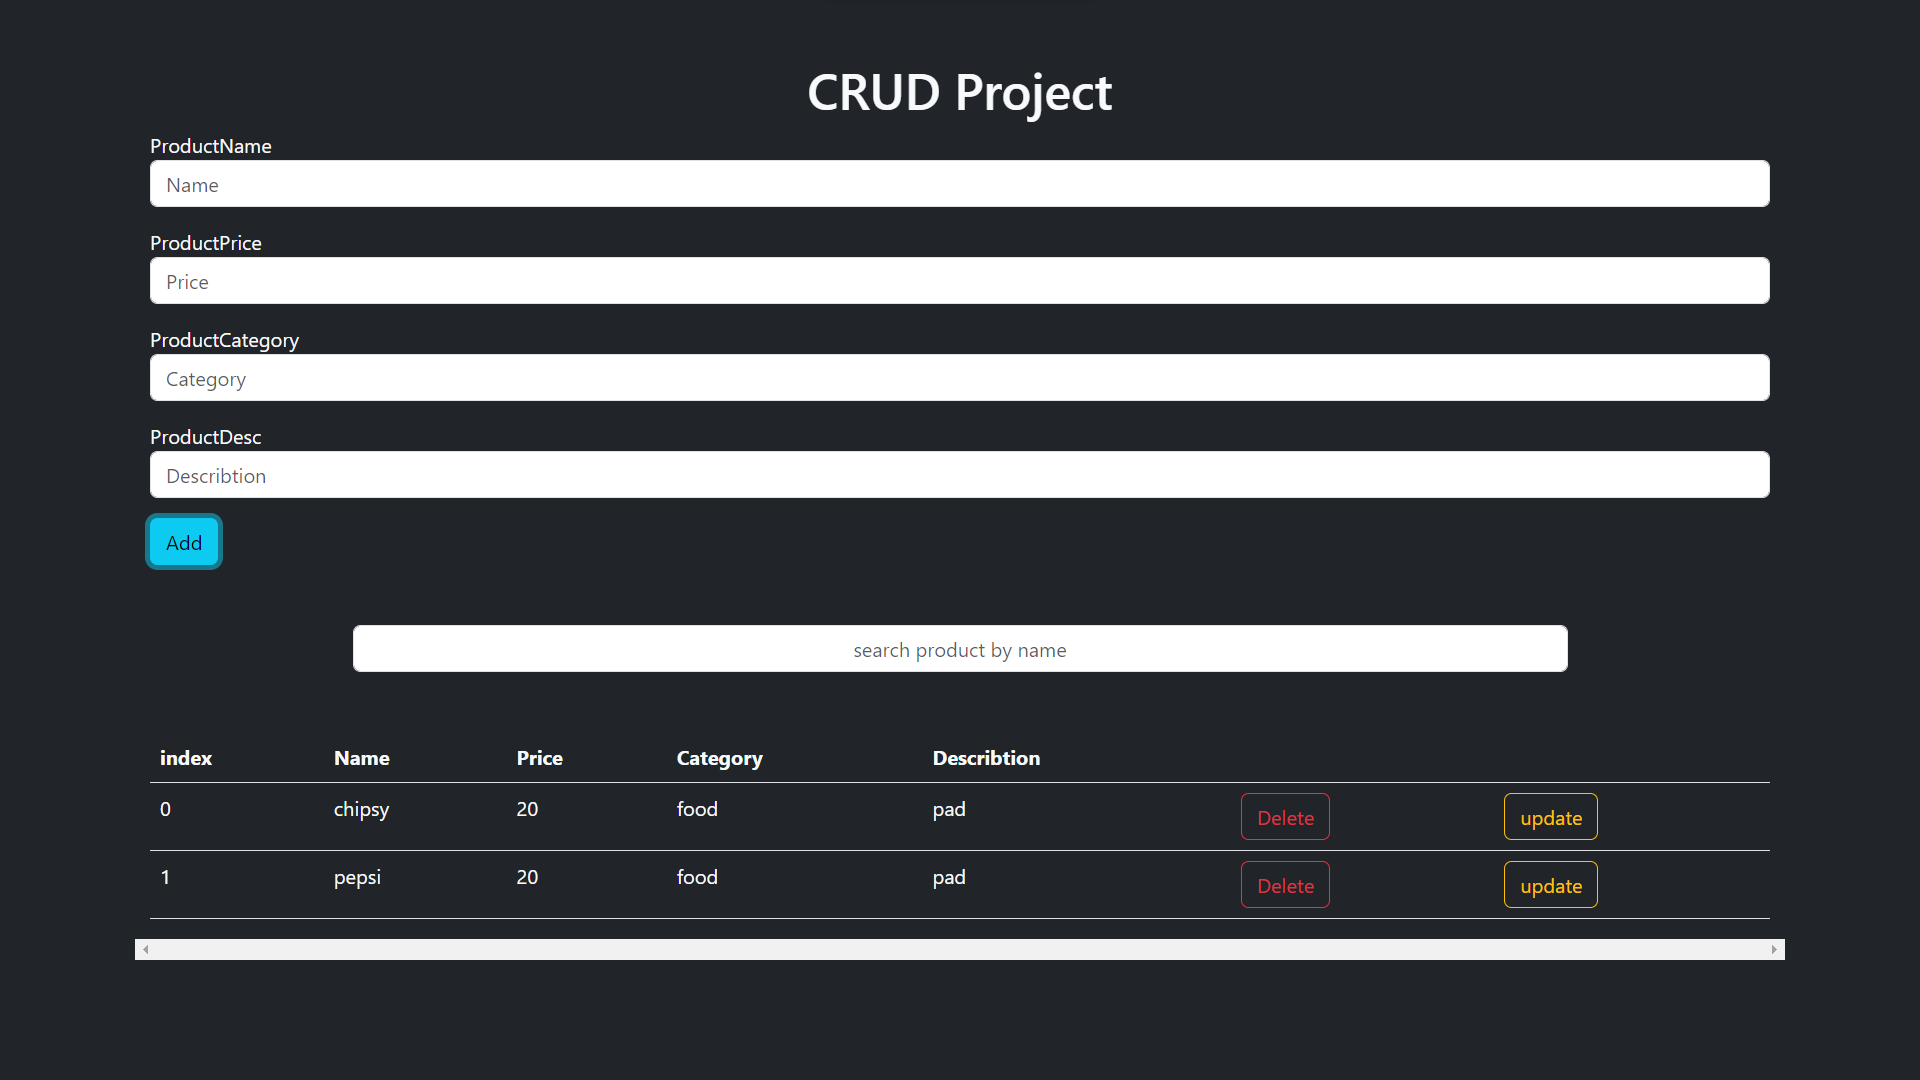 CRUD Project
ProductName
Name
ProductPrice
Price
ProductCategory
Category
ProductDesc
Describtion
Add
search product by name
index Name Price Category Describtion
0 chipsy 20 food pad Delete update
1 pepsi 20 food pad Delete update